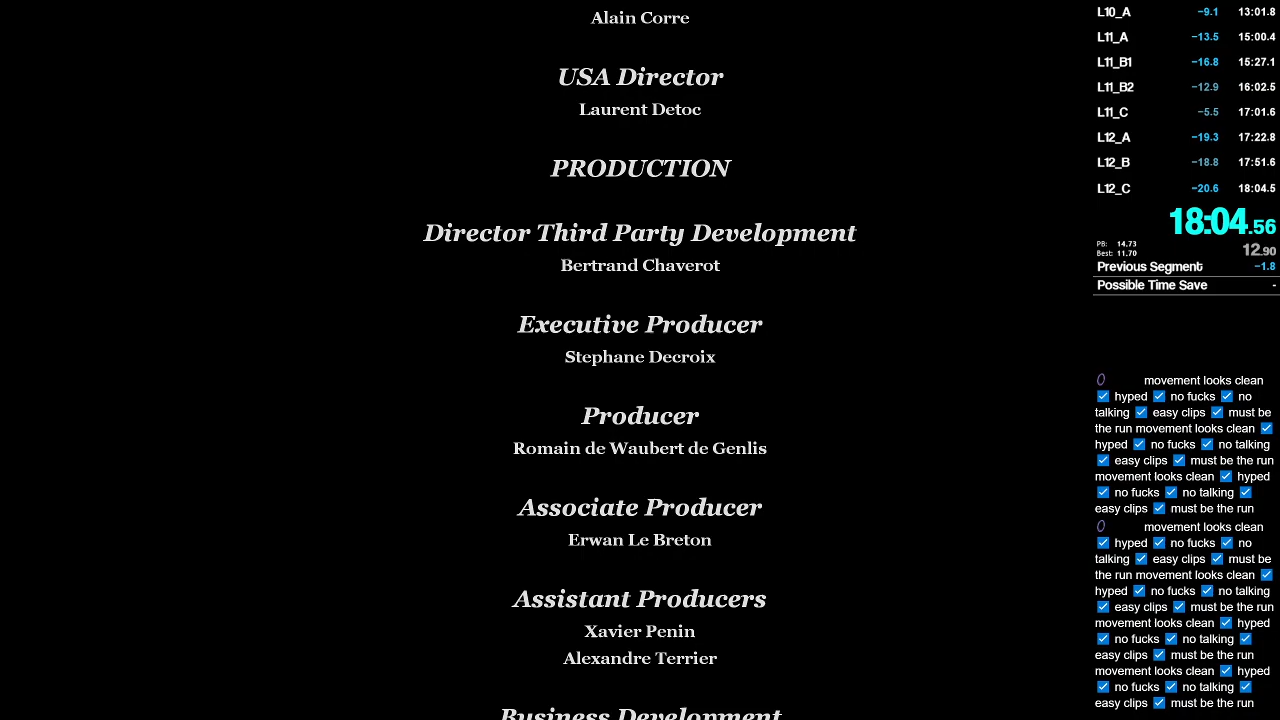 Alain Corre
USA Director
Laurent Detoc
PRODUCTION
Director Third Party Development
Bertrand Chaverot
Executive Producer
Stephane Decroix
Producer
Romain de Waubert de Genlis
Associate Producer
Erwan Le Breton
Assistant Producers
Xavier Penin
Alexandre Terrier
Business Development
L10_A −9.1 13:01.8
L11_A −13.5 15:00.4
L11_B1 −16.8 15:27.1
L11_B2 −12.9 16:02.5
L11_C −5.5 17:01.6
L12_A −19.3 17:22.8
L12_B −18.8 17:51.6
L12_C −20.6 18:04.5
18:04.56
PB: 14.73
Best: 11.70
12.90
Previous Segment −1.8
Possible Time Save -
movement looks clean
☑ hyped ☑ no fucks ☑ no
talking ☑ easy clips ☑ must be
the run movement looks clean ☑
hyped ☑ no fucks ☑ no talking
☑ easy clips ☑ must be the run
movement looks clean ☑ hyped
☑ no fucks ☑ no talking ☑
easy clips ☑ must be the run
movement looks clean
☑ hyped ☑ no fucks ☑ no
talking ☑ easy clips ☑ must be
the run movement looks clean ☑
hyped ☑ no fucks ☑ no talking
☑ easy clips ☑ must be the run
movement looks clean ☑ hyped
☑ no fucks ☑ no talking ☑
easy clips ☑ must be the run
movement looks clean ☑ hyped
☑ no fucks ☑ no talking ☑
easy clips ☑ must be the run